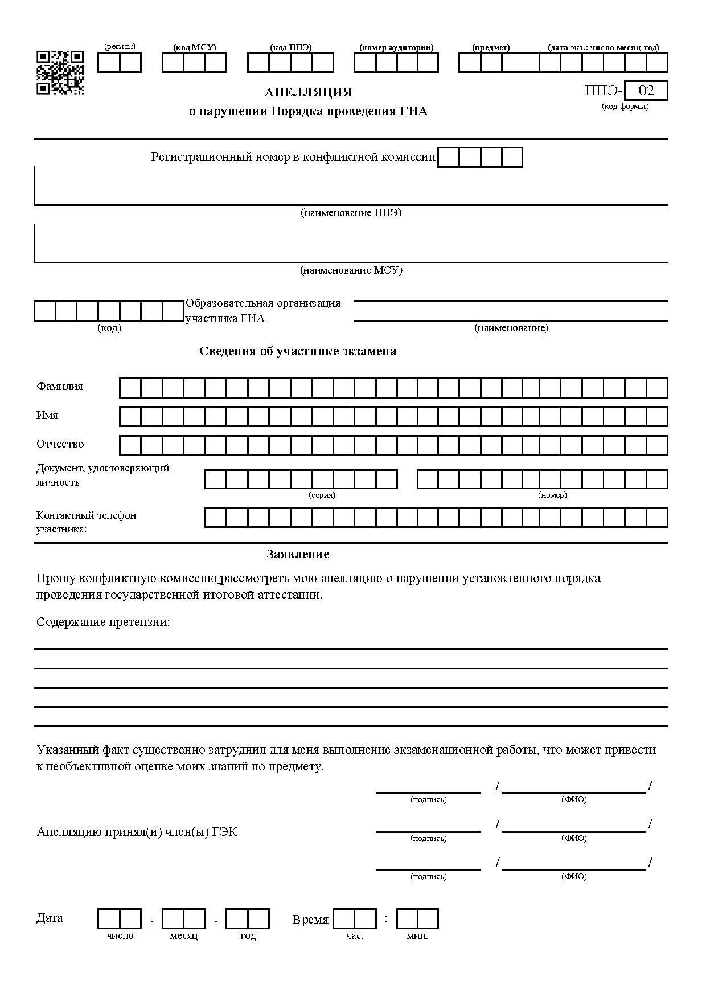 (регион) (код МСУ) (код ППЭ) (номер аудитории) (предмет) (дата экз.: число-месяц-год)
АПЕЛЛЯЦИЯ
ППЭ- 02
(код формы)
о нарушении Порядка проведения ГИА
Регистрационный номер в конфликтной комиссии
(наименование ППЭ)
(наименование МСУ)
Образовательная организация
участника ГИА
(код) (наименование)
Сведения об участнике экзамена
Фамилия
Имя
Отчество
Документ, удостоверяющий
личность
(серия) (номер)
Контактный телефон
участника:
Заявление
Прошу конфликтную комиссию рассмотреть мою апелляцию о нарушении установленного порядка
проведения государственной итоговой аттестации.
Содержание претензии:
Указанный факт существенно затруднил для меня выполнение экзаменационной работы, что может привести
к необъективной оценке моих знаний по предмету.
/ /
(подпись) (ФИО)
Апелляцию принял(и) член(ы) ГЭК / /
(подпись) (ФИО)
/ /
(подпись) (ФИО)
Дата . . Время :
число месяц год час. мин.